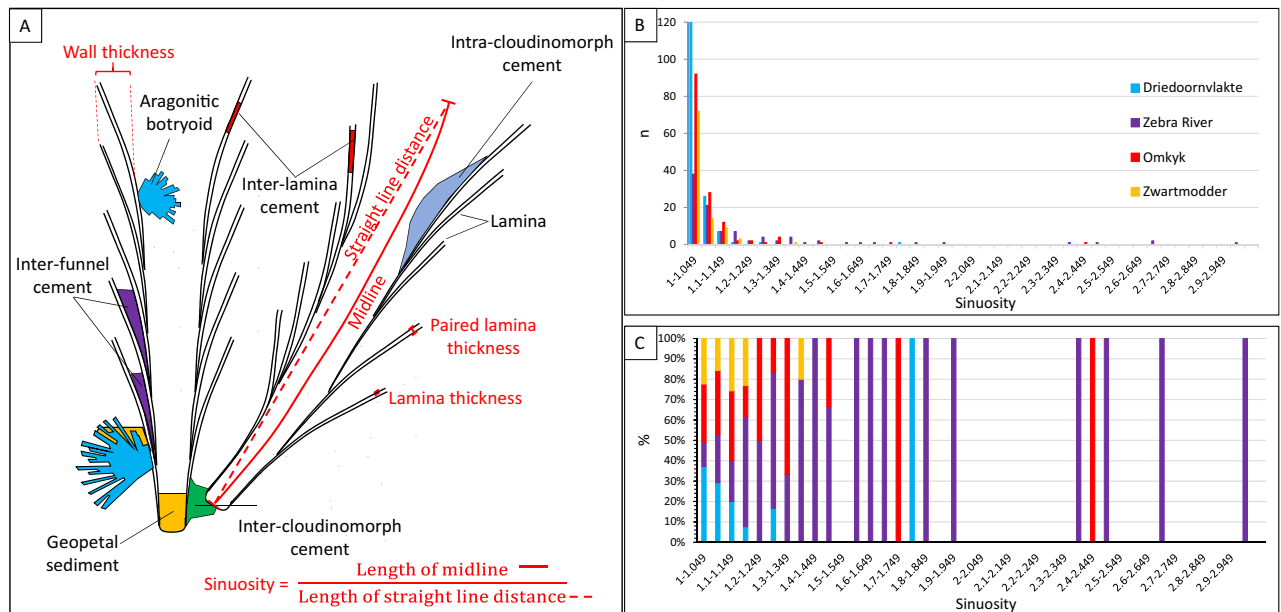 A
Wall thickness
Aragonitic
botryoid
Intra-cloudinomorph
cement
Inter-lamina
cement
Straight line distance
Midline
Lamina
Inter-funnel
cement
Paired lamina
thickness
Lamina thickness
Inter-cloudinomorph
cement
Geopetal
sediment
Sinuosity =
Length of midline
Length of straight line distance
B
120
100
80
60
40
20
0
n
Driedoornvlakte
Zebra River
Omkyk
Zwartmodder
1-1.049
1.1-1.149
1.2-1.249
1.3-1.349
1.4-1.449
1.5-1.549
1.6-1.649
1.7-1.749
1.8-1.849
1.9-1.949
2-2.049
2.1-2.149
2.2-2.249
2.3-2.349
2.4-2.449
2.5-2.549
2.6-2.649
2.7-2.749
2.8-2.849
2.9-2.949
Sinuosity
C
100%
90%
80%
70%
60%
50%
40%
30%
20%
10%
0%
%
1-1.049
1.1-1.149
1.2-1.249
1.3-1.349
1.4-1.449
1.5-1.549
1.6-1.649
1.7-1.749
1.8-1.849
1.9-1.949
2-2.049
2.1-2.149
2.2-2.249
2.3-2.349
2.4-2.449
2.5-2.549
2.6-2.649
2.7-2.749
2.8-2.849
2.9-2.949
Sinuosity